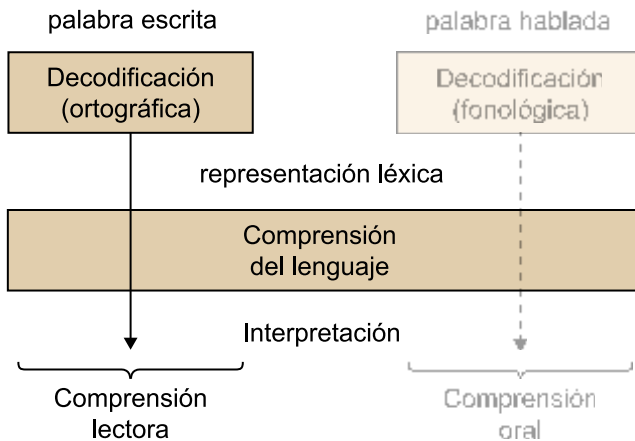 palabra escrita
palabra hablada
Decodificación
(ortográfica)
Decodificación
(fonológica)
representación léxica
Comprensión
del lenguaje
Interpretación
Comprensión
lectora
Comprensión
oral